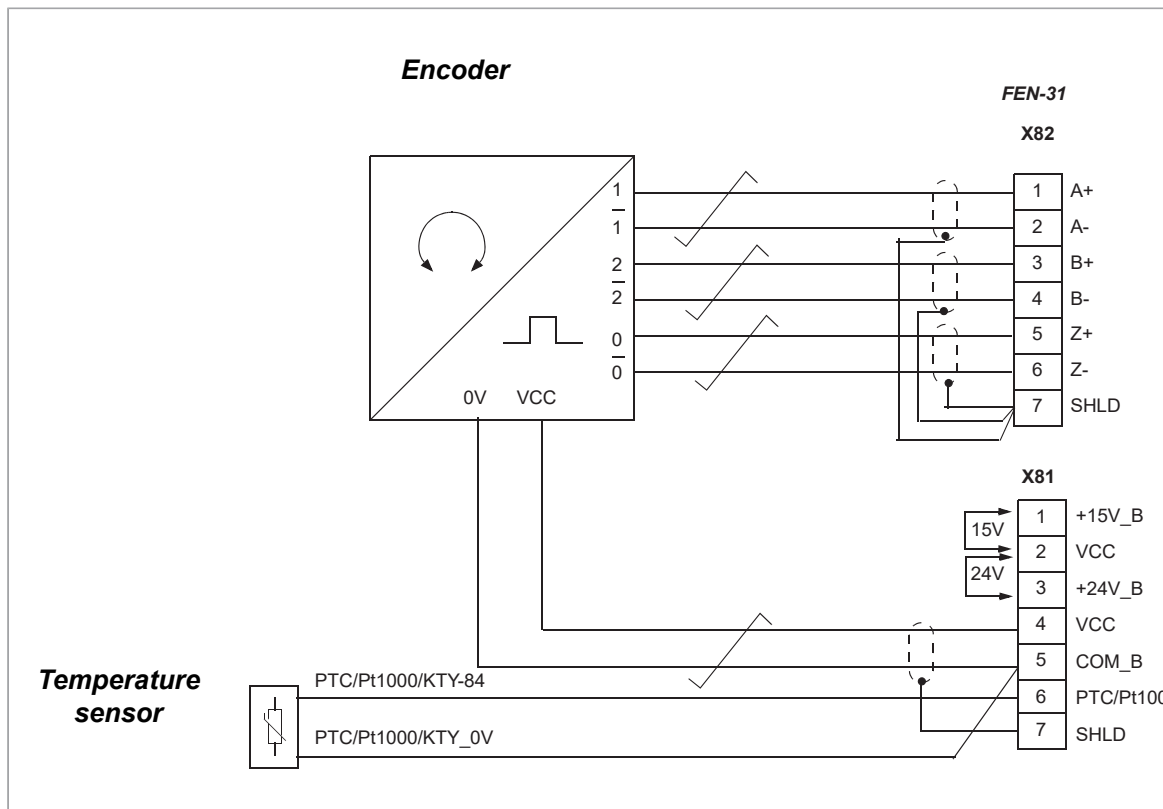 Encoder
FEN-31
X82
1
1
2
2
0
0
0V VCC
1 A+
2 A-
3 B+
4 B-
5 Z+
6 Z-
7 SHLD
X81
15V
24V
1 +15V_B
2 VCC
3 +24V_B
4 VCC
5 COM_B
6 PTC/Pt100
7 SHLD
Temperature
sensor
PTC/Pt1000/KTY-84
PTC/Pt1000/KTY_0V